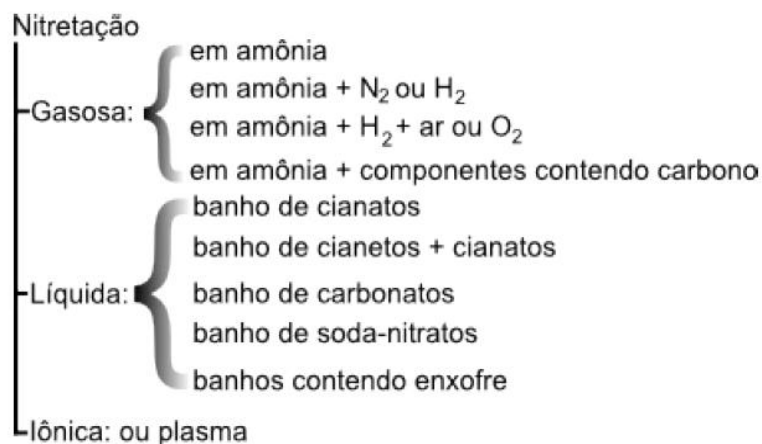 Nitretação
Gasosa:
em amônia
em amônia + N₂ ou H₂
em amônia + H₂ + ar ou O₂
em amônia + componentes contendo carbono
Líquida:
banho de cianatos
banho de cianetos + cianatos
banho de carbonatos
banho de soda-nitratos
banhos contendo enxofre
Iônica: ou plasma